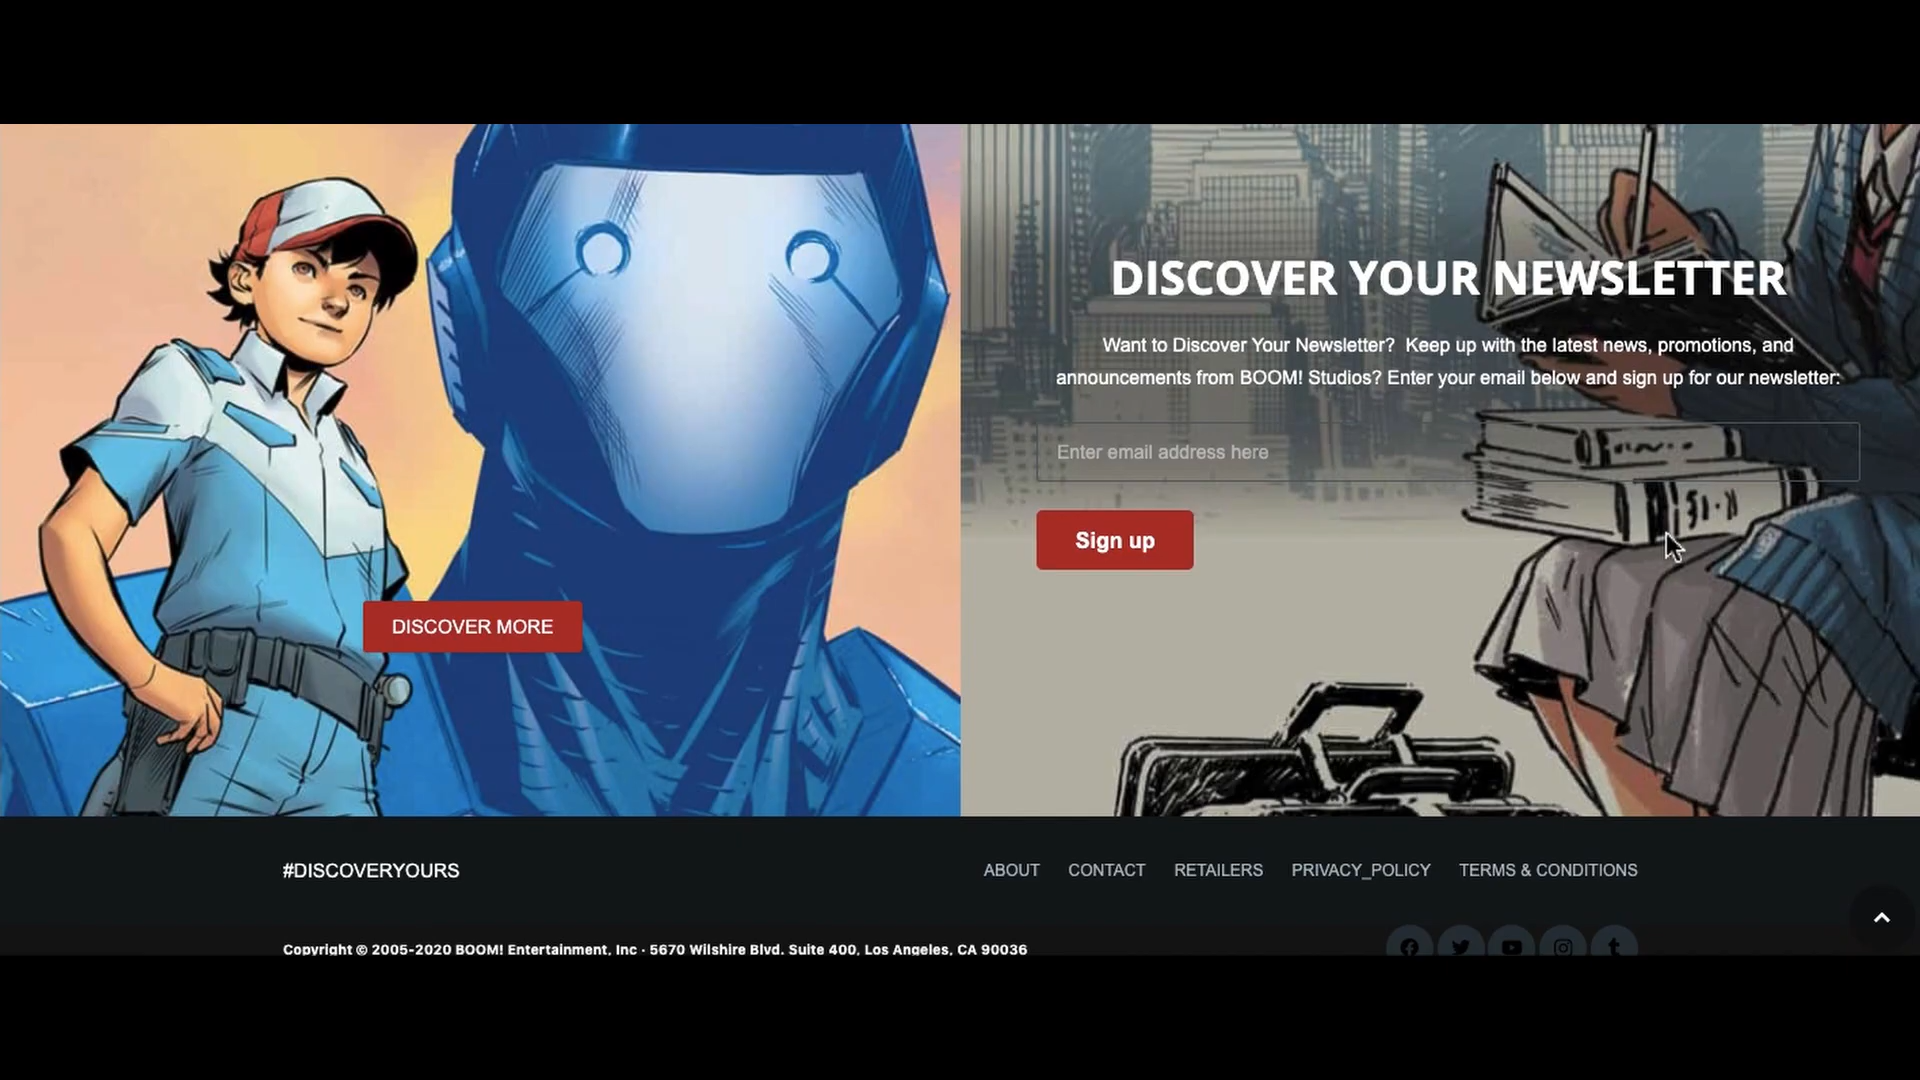 DISCOVER YOUR NEWSLETTER
Want to Discover Your Newsletter? Keep up with the latest news, promotions, and
announcements from BOOM! Studios? Enter your email below and sign up for our newsletter:
Enter email address here
Sign up
DISCOVER MORE
#DISCOVERYOURS
ABOUT CONTACT RETAILERS PRIVACY_POLICY TERMS & CONDITIONS
Copyright © 2005-2020 BOOM! Entertainment, Inc · 5670 Wilshire Blvd. Suite 400, Los Angeles, CA 90036